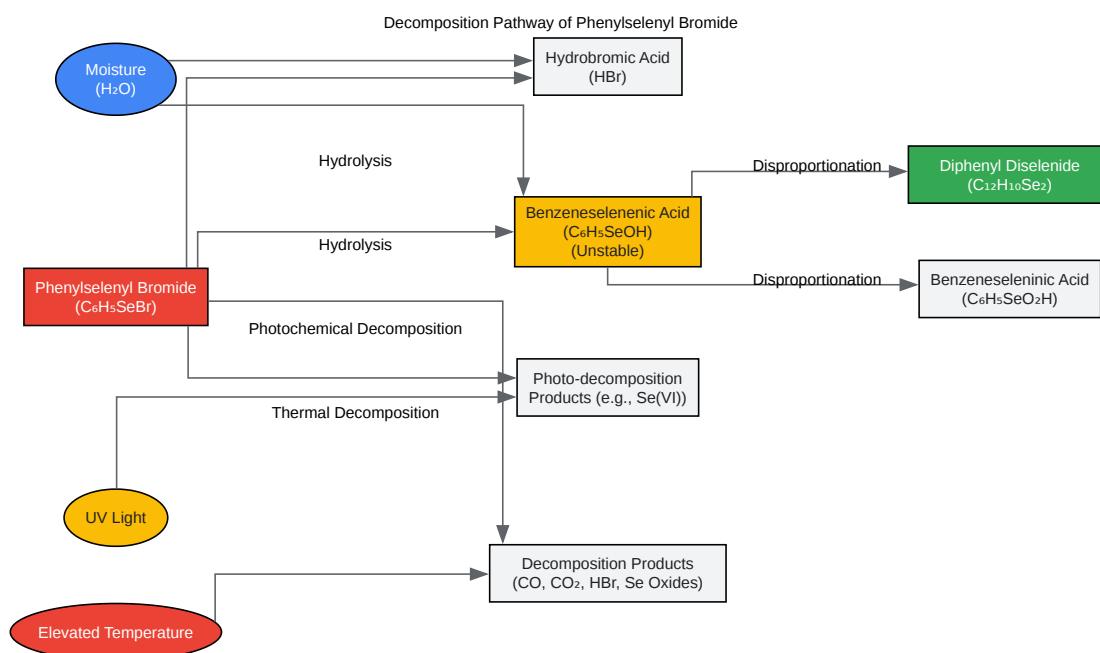 Decomposition Pathway of Phenylselenyl Bromide
Moisture
(H₂O)
Hydrobromic Acid
(HBr)
Hydrolysis
Disproportionation
Diphenyl Diselenide
(C₁₂H₁₀Se₂)
Benzeneselenenic Acid
(C₆H₅SeOH)
(Unstable)
Hydrolysis
Phenylselenyl Bromide
(C₆H₅SeBr)
Disproportionation
Benzeneseleninic Acid
(C₆H₅SeO₂H)
Photochemical Decomposition
Photo-decomposition
Products (e.g., Se(VI))
Thermal Decomposition
UV Light
Decomposition Products
(CO, CO₂, HBr, Se Oxides)
Elevated Temperature